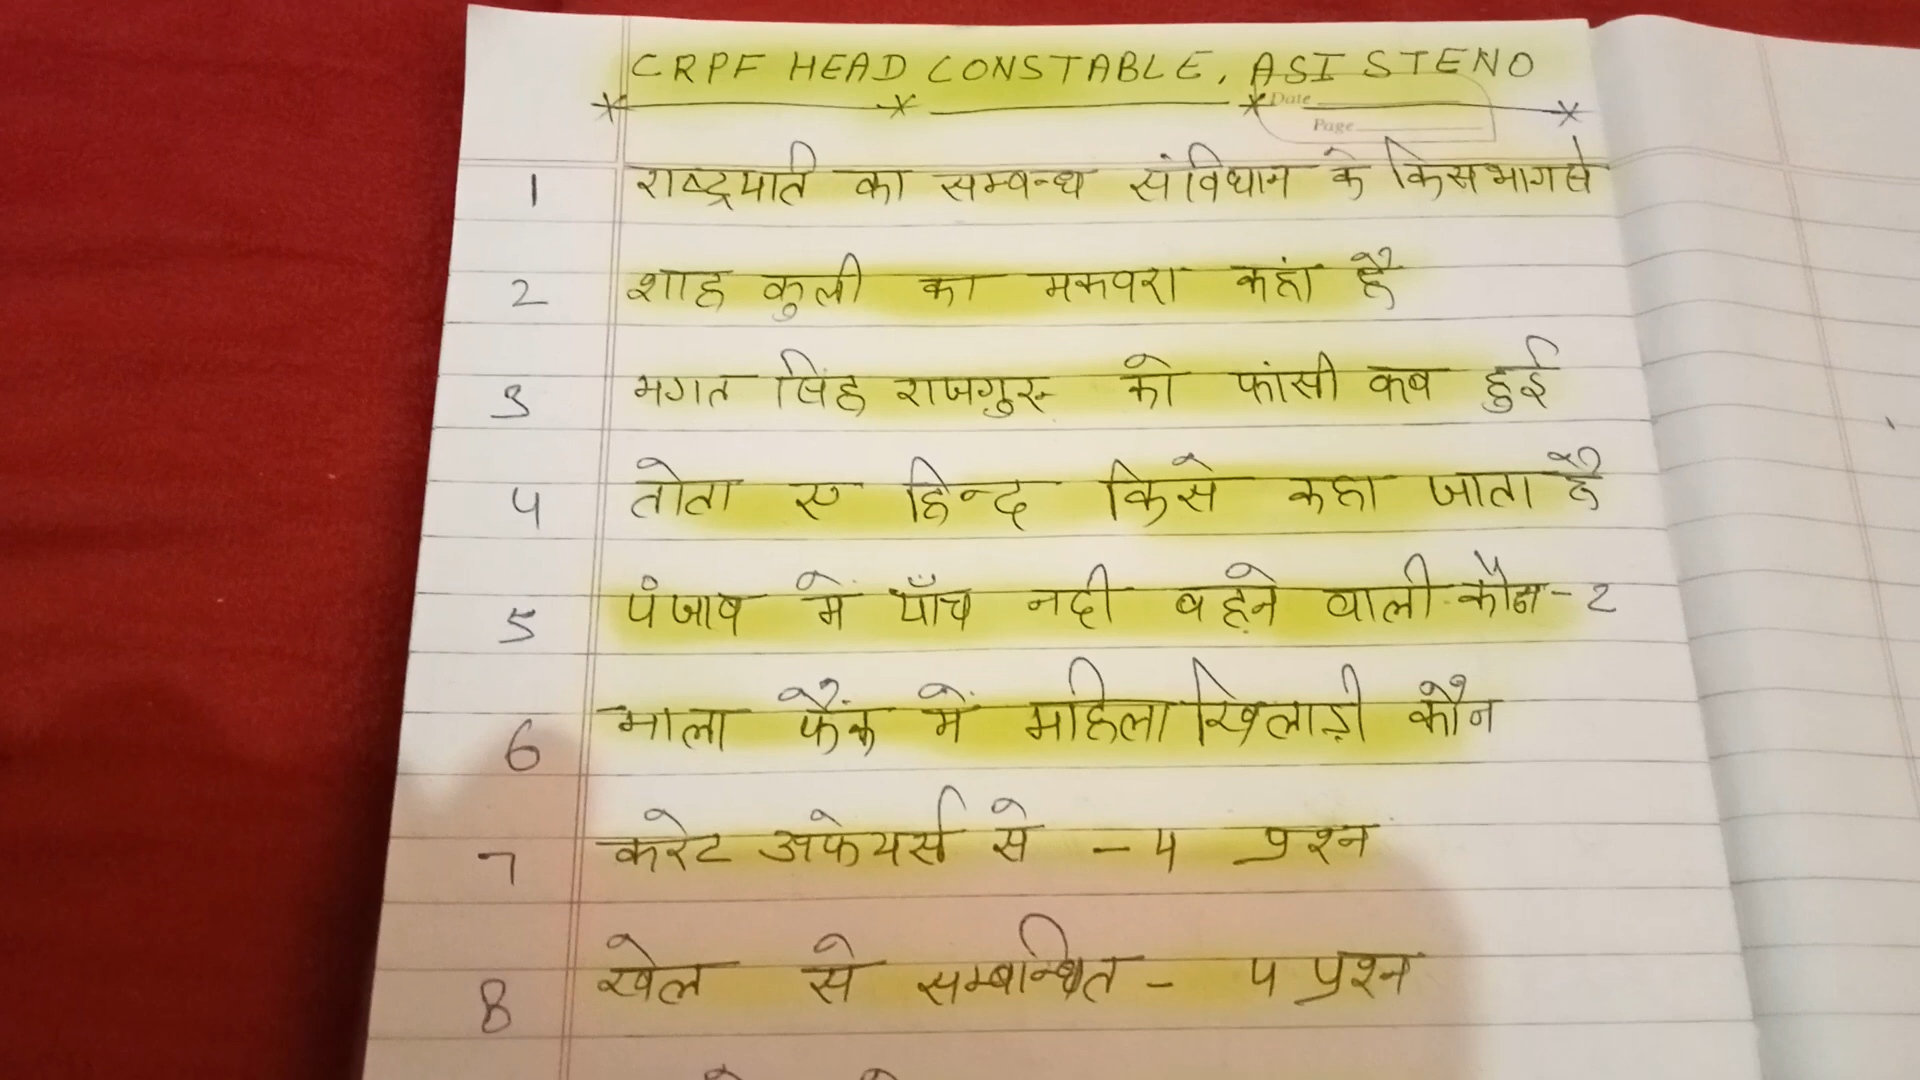 CRPF HEAD CONSTABLE, ASI STENO
Date
Page
1 राष्ट्रपति का सम्बन्ध संविधान के किस भाग से
2 शाह कुली का मकवरा कहां है
3 भगत सिंह राजगुरू को फांसी कब हुई
4 तोता ए हिन्द किसे कहा जाता है
5 पंजाब में पाँच नदी बहने वाली कौन-2
6 भाला फैंक में महिला खिलाड़ी कौन
7 करेट अफेयर्स से - 4 प्रश्न
8 खेल से सम्बन्धित - 4 प्रश्न